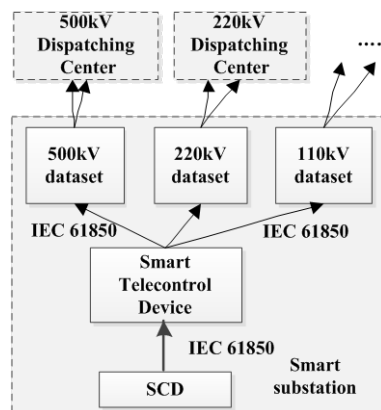 500kV
Dispatching
Center
220kV
Dispatching
Center
....
500kV
dataset
220kV
dataset
110kV
dataset
IEC 61850
IEC 61850
Smart
Telecontrol
Device
IEC 61850
SCD
Smart
substation